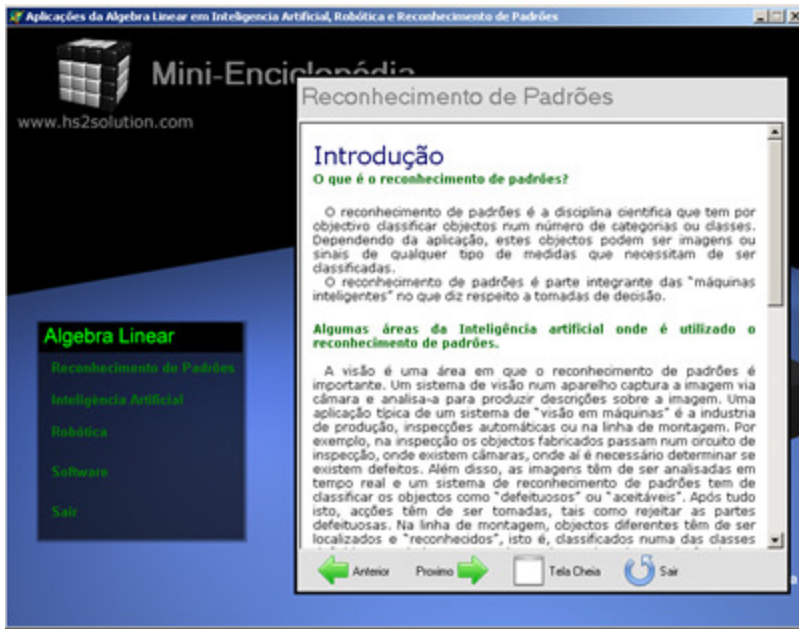 Aplicações da Algebra Linear em Inteligencia Artificial, Robótica e Reconhecimento de Padrões
Mini-Enciclopédia
www.hs2solution.com
Reconhecimento de Padrões
Introdução
O que é o reconhecimento de padrões?
O reconhecimento de padrões é a disciplina cientifica que tem por
objectivo classificar objectos num número de categorias ou classes.
Dependendo da aplicação, estes objectos podem ser imagens ou
sinais de qualquer tipo de medidas que necessitam de ser
classificadas.
O reconhecimento de padrões é parte integrante das "máquinas
inteligentes" no que diz respeito a tomadas de decisão.
Algumas áreas da Inteligência artificial onde é utilizado o
reconhecimento de padrões.
A visão é uma área em que o reconhecimento de padrões é
importante. Um sistema de visão num aparelho captura a imagem via
câmara e analisa-a para produzir descrições sobre a imagem. Uma
aplicação típica de um sistema de "visão em máquinas" é a industria
de produção, inspecções automáticas ou na linha de montagem. Por
exemplo, na inspecção os objectos fabricados passam num circuito de
inspecção, onde existem câmaras, onde aí é necessário determinar se
existem defeitos. Além disso, as imagens têm de ser analisadas em
tempo real e um sistema de reconhecimento de padrões tem de
classificar os objectos como "defeituosos" ou "aceitáveis". Após tudo
isto, acções têm de ser tomadas, tais como rejeitar as partes
defeituosas. Na linha de montagem, objectos diferentes têm de ser
localizados e "reconhecidos", isto é, classificados numa das classes
Algebra Linear
Reconhecimento de Padrões
Inteligência Artificial
Robótica
Software
Sair
Anterior Proximo Tela Cheia Sair